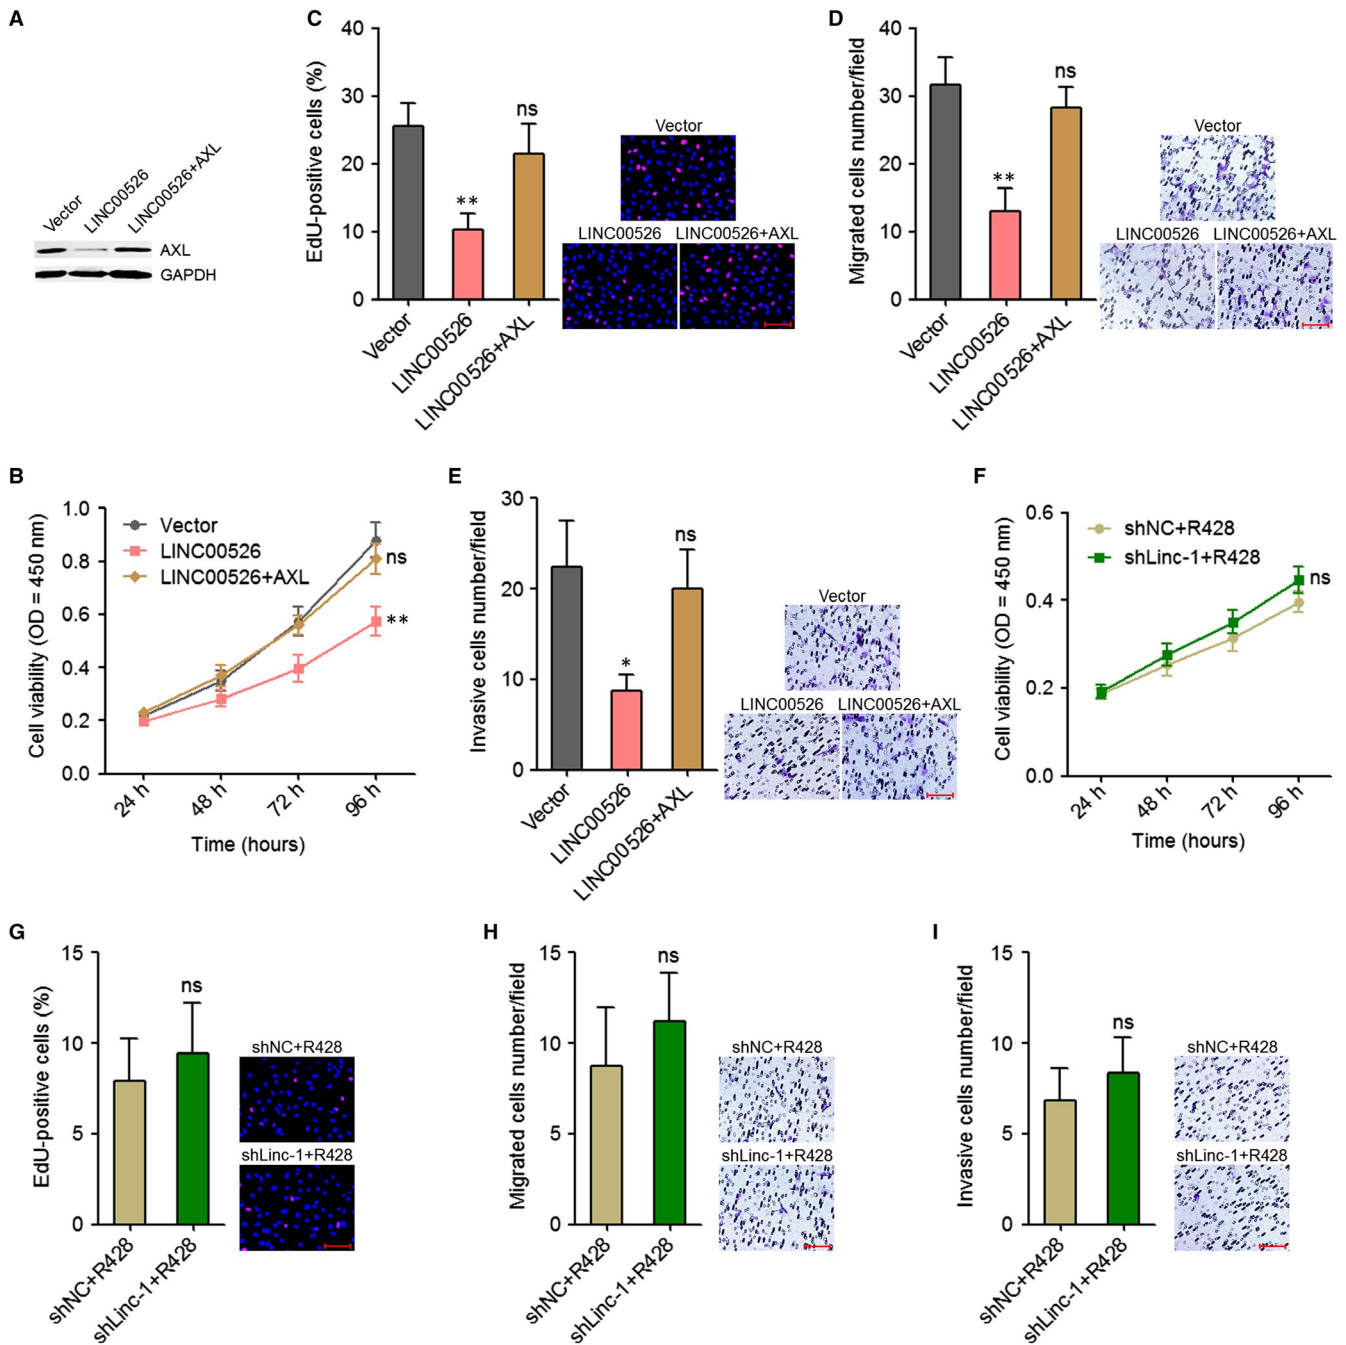 A
Vector
LINC00526
LINC00526+AXL
AXL
GAPDH
C
EdU-positive cells (%)
40
30
20
10
0
**
ns
Vector
LINC00526
LINC00526+AXL
Vector
LINC00526
LINC00526+AXL
D
Migrated cells number/field
40
30
20
10
0
**
ns
Vector
LINC00526
LINC00526+AXL
Vector
LINC00526
LINC00526+AXL
B
Cell viability (OD = 450 nm)
1.0
0.8
0.6
0.4
0.2
0.0
Vector
LINC00526
LINC00526+AXL
ns
**
24 h
48 h
72 h
96 h
Time (hours)
E
Invasive cells number/field
30
20
10
0
*
ns
Vector
LINC00526
LINC00526+AXL
Vector
LINC00526
LINC00526+AXL
F
Cell viability (OD = 450 nm)
0.6
0.4
0.2
0.0
shNC+R428
shLinc-1+R428
ns
24 h
48 h
72 h
96 h
Time (hours)
G
EdU-positive cells (%)
15
10
5
0
ns
shNC+R428
shLinc-1+R428
shNC+R428
shLinc-1+R428
H
Migrated cells number/field
15
10
5
0
ns
shNC+R428
shLinc-1+R428
shNC+R428
shLinc-1+R428
I
Invasive cells number/field
15
10
5
0
ns
shNC+R428
shLinc-1+R428
shNC+R428
shLinc-1+R428